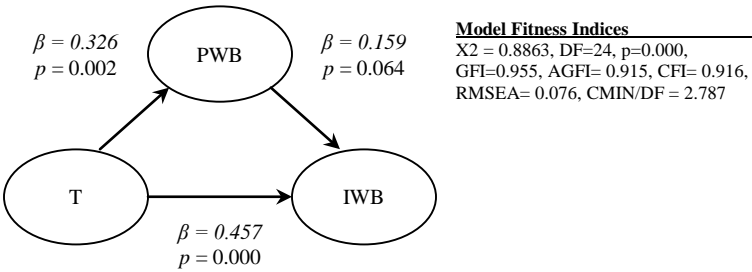 β = 0.326
p = 0.002
PWB
β = 0.159
p = 0.064
Model Fitness Indices
X2 = 0.8863, DF=24, p=0.000,
GFI=0.955, AGFI= 0.915, CFI= 0.916,
RMSEA= 0.076, CMIN/DF = 2.787
T
IWB
β = 0.457
p = 0.000